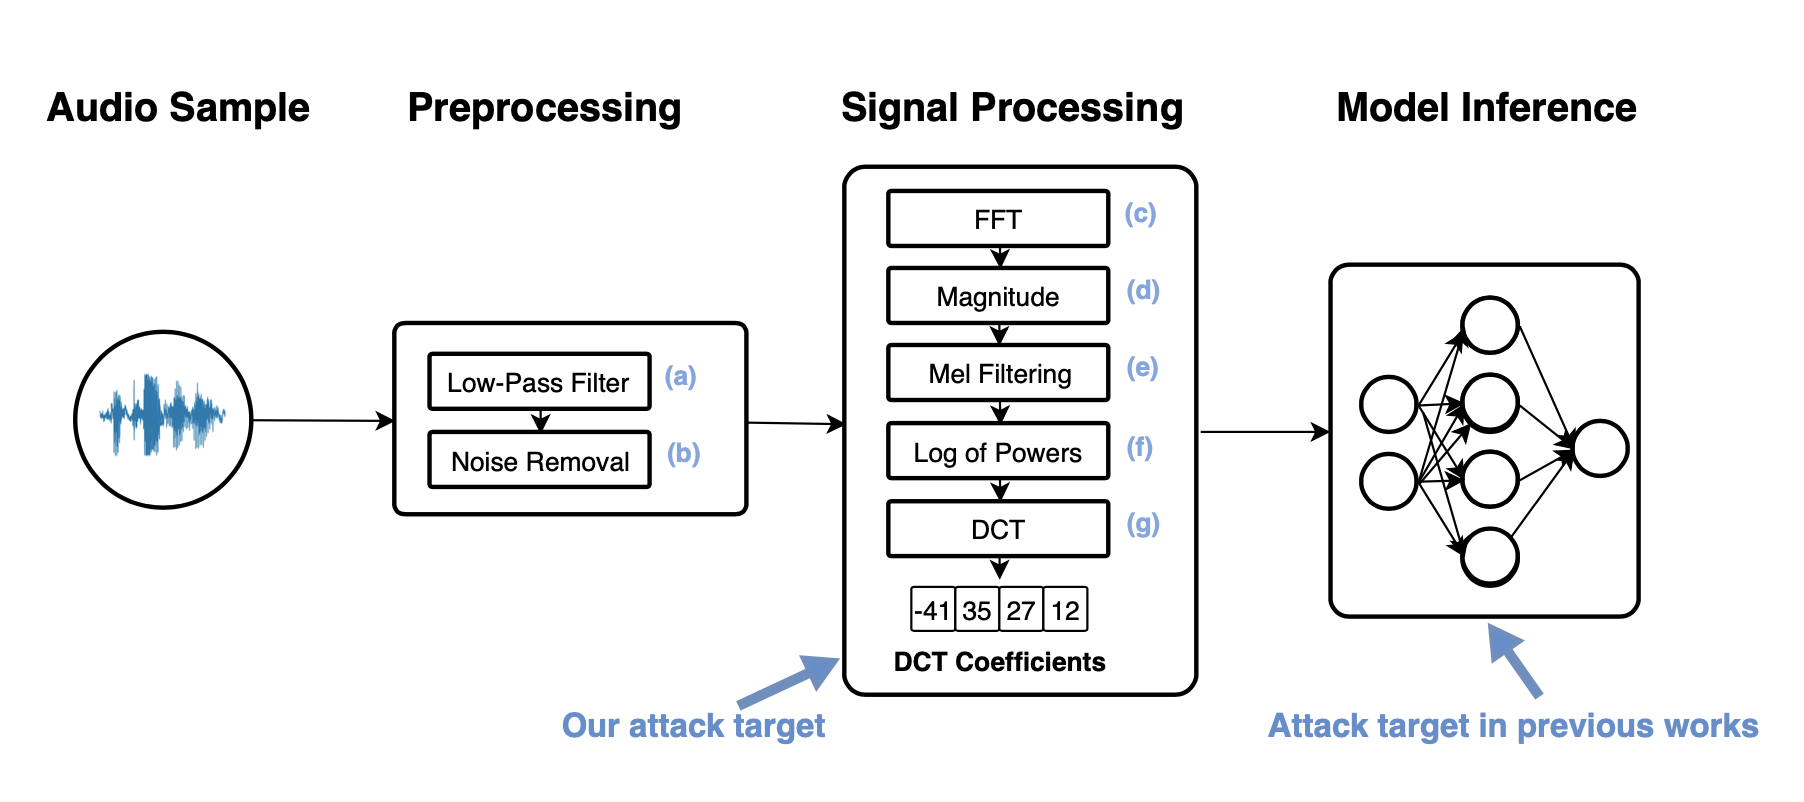 Audio Sample
Preprocessing
Signal Processing
Model Inference
Low-Pass Filter
(a)
Noise Removal
(b)
FFT
(c)
Magnitude
(d)
Mel Filtering
(e)
Log of Powers
(f)
DCT
(g)
-41 35 27 12
DCT Coefficients
Our attack target
Attack target in previous works